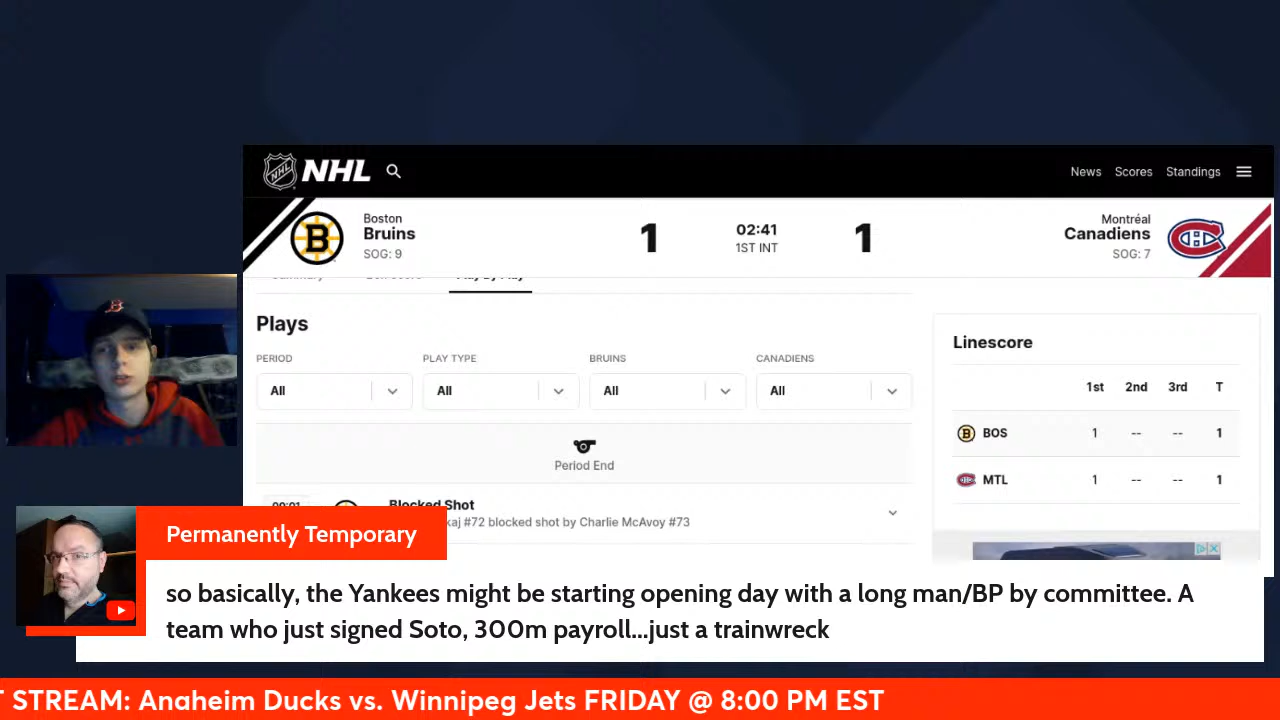 NHL
News Scores Standings
Boston
Bruins
SOG: 9
1
02:41
1ST INT
1
Montréal
Canadiens
SOG: 7
Plays
PERIOD PLAY TYPE BRUINS CANADIENS
All All All All
Period End
Blocked Shot
#72 blocked shot by Charlie McAvoy #73
Linescore
1st 2nd 3rd T
BOS 1 -- -- 1
MTL 1 -- -- 1
Permanently Temporary
so basically, the Yankees might be starting opening day with a long man/BP by committee. A
team who just signed Soto, 300m payroll...just a trainwreck
STREAM: Anaheim Ducks vs. Winnipeg Jets FRIDAY @ 8:00 PM EST